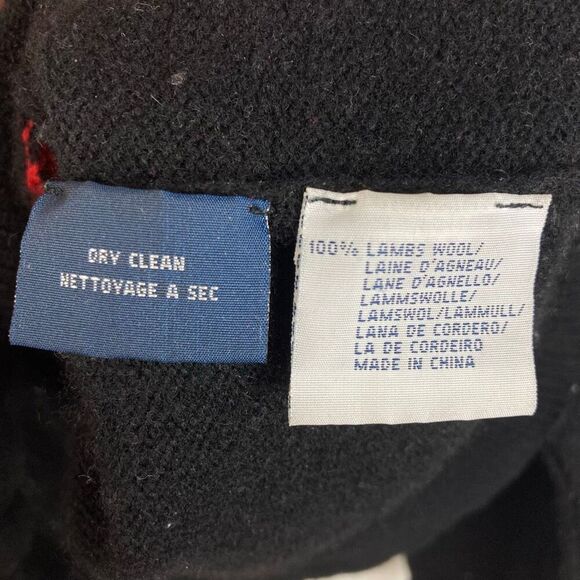 DRY CLEAN
NETTOYAGE A SEC
100% LAMBS WOOL/
LAINE D'AGNEAU/
LANE D'AGNELLO/
LAMMSWOLLE/
LAMSWOL/LAMMULL/
LANA DE CORDERO/
LA DE CORDEIRO
MADE IN CHINA